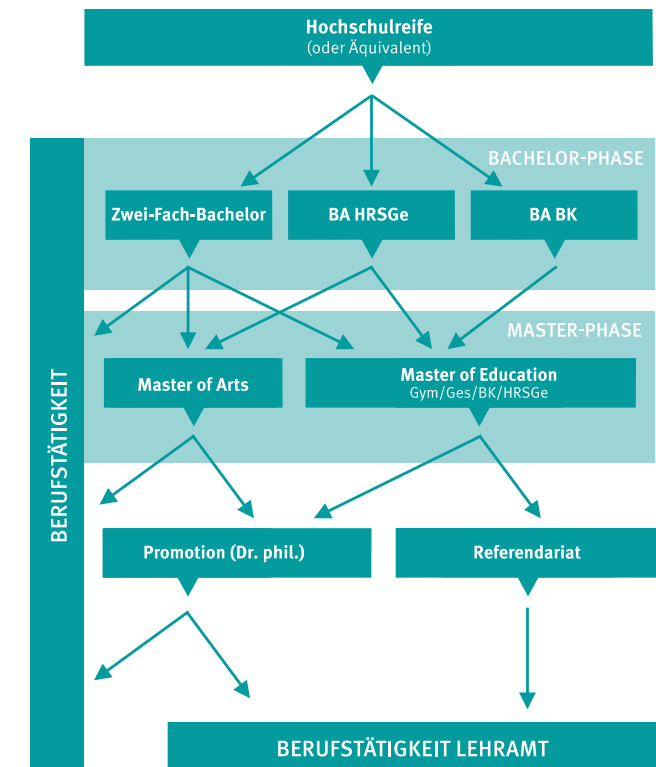 Hochschulreife
(oder Äquivalent)
BACHELOR-PHASE
Zwei-Fach-Bachelor
BA HRSGe
BA BK
MASTER-PHASE
Master of Arts
Master of Education
Gym/Ges/BK/HRSGe
BERUFSTÄTIGKEIT
Promotion (Dr. phil.)
Referendariat
BERUFSTÄTIGKEIT LEHRAMT